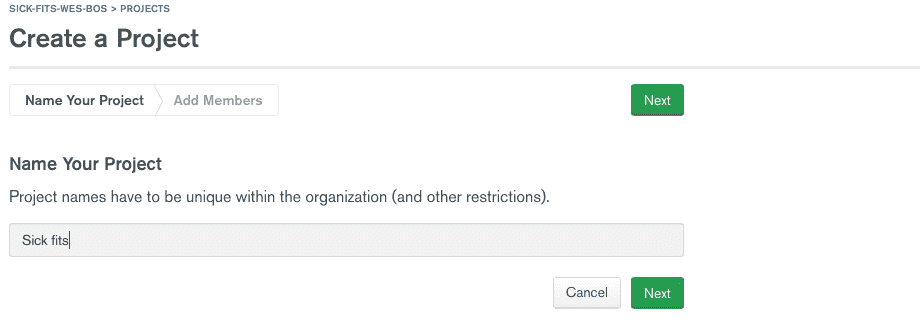 SICK-FITS-WES-BOS > PROJECTS
Create a Project
Name Your Project Add Members Next
Name Your Project
Project names have to be unique within the organization (and other restrictions).
Sick fits
Cancel Next